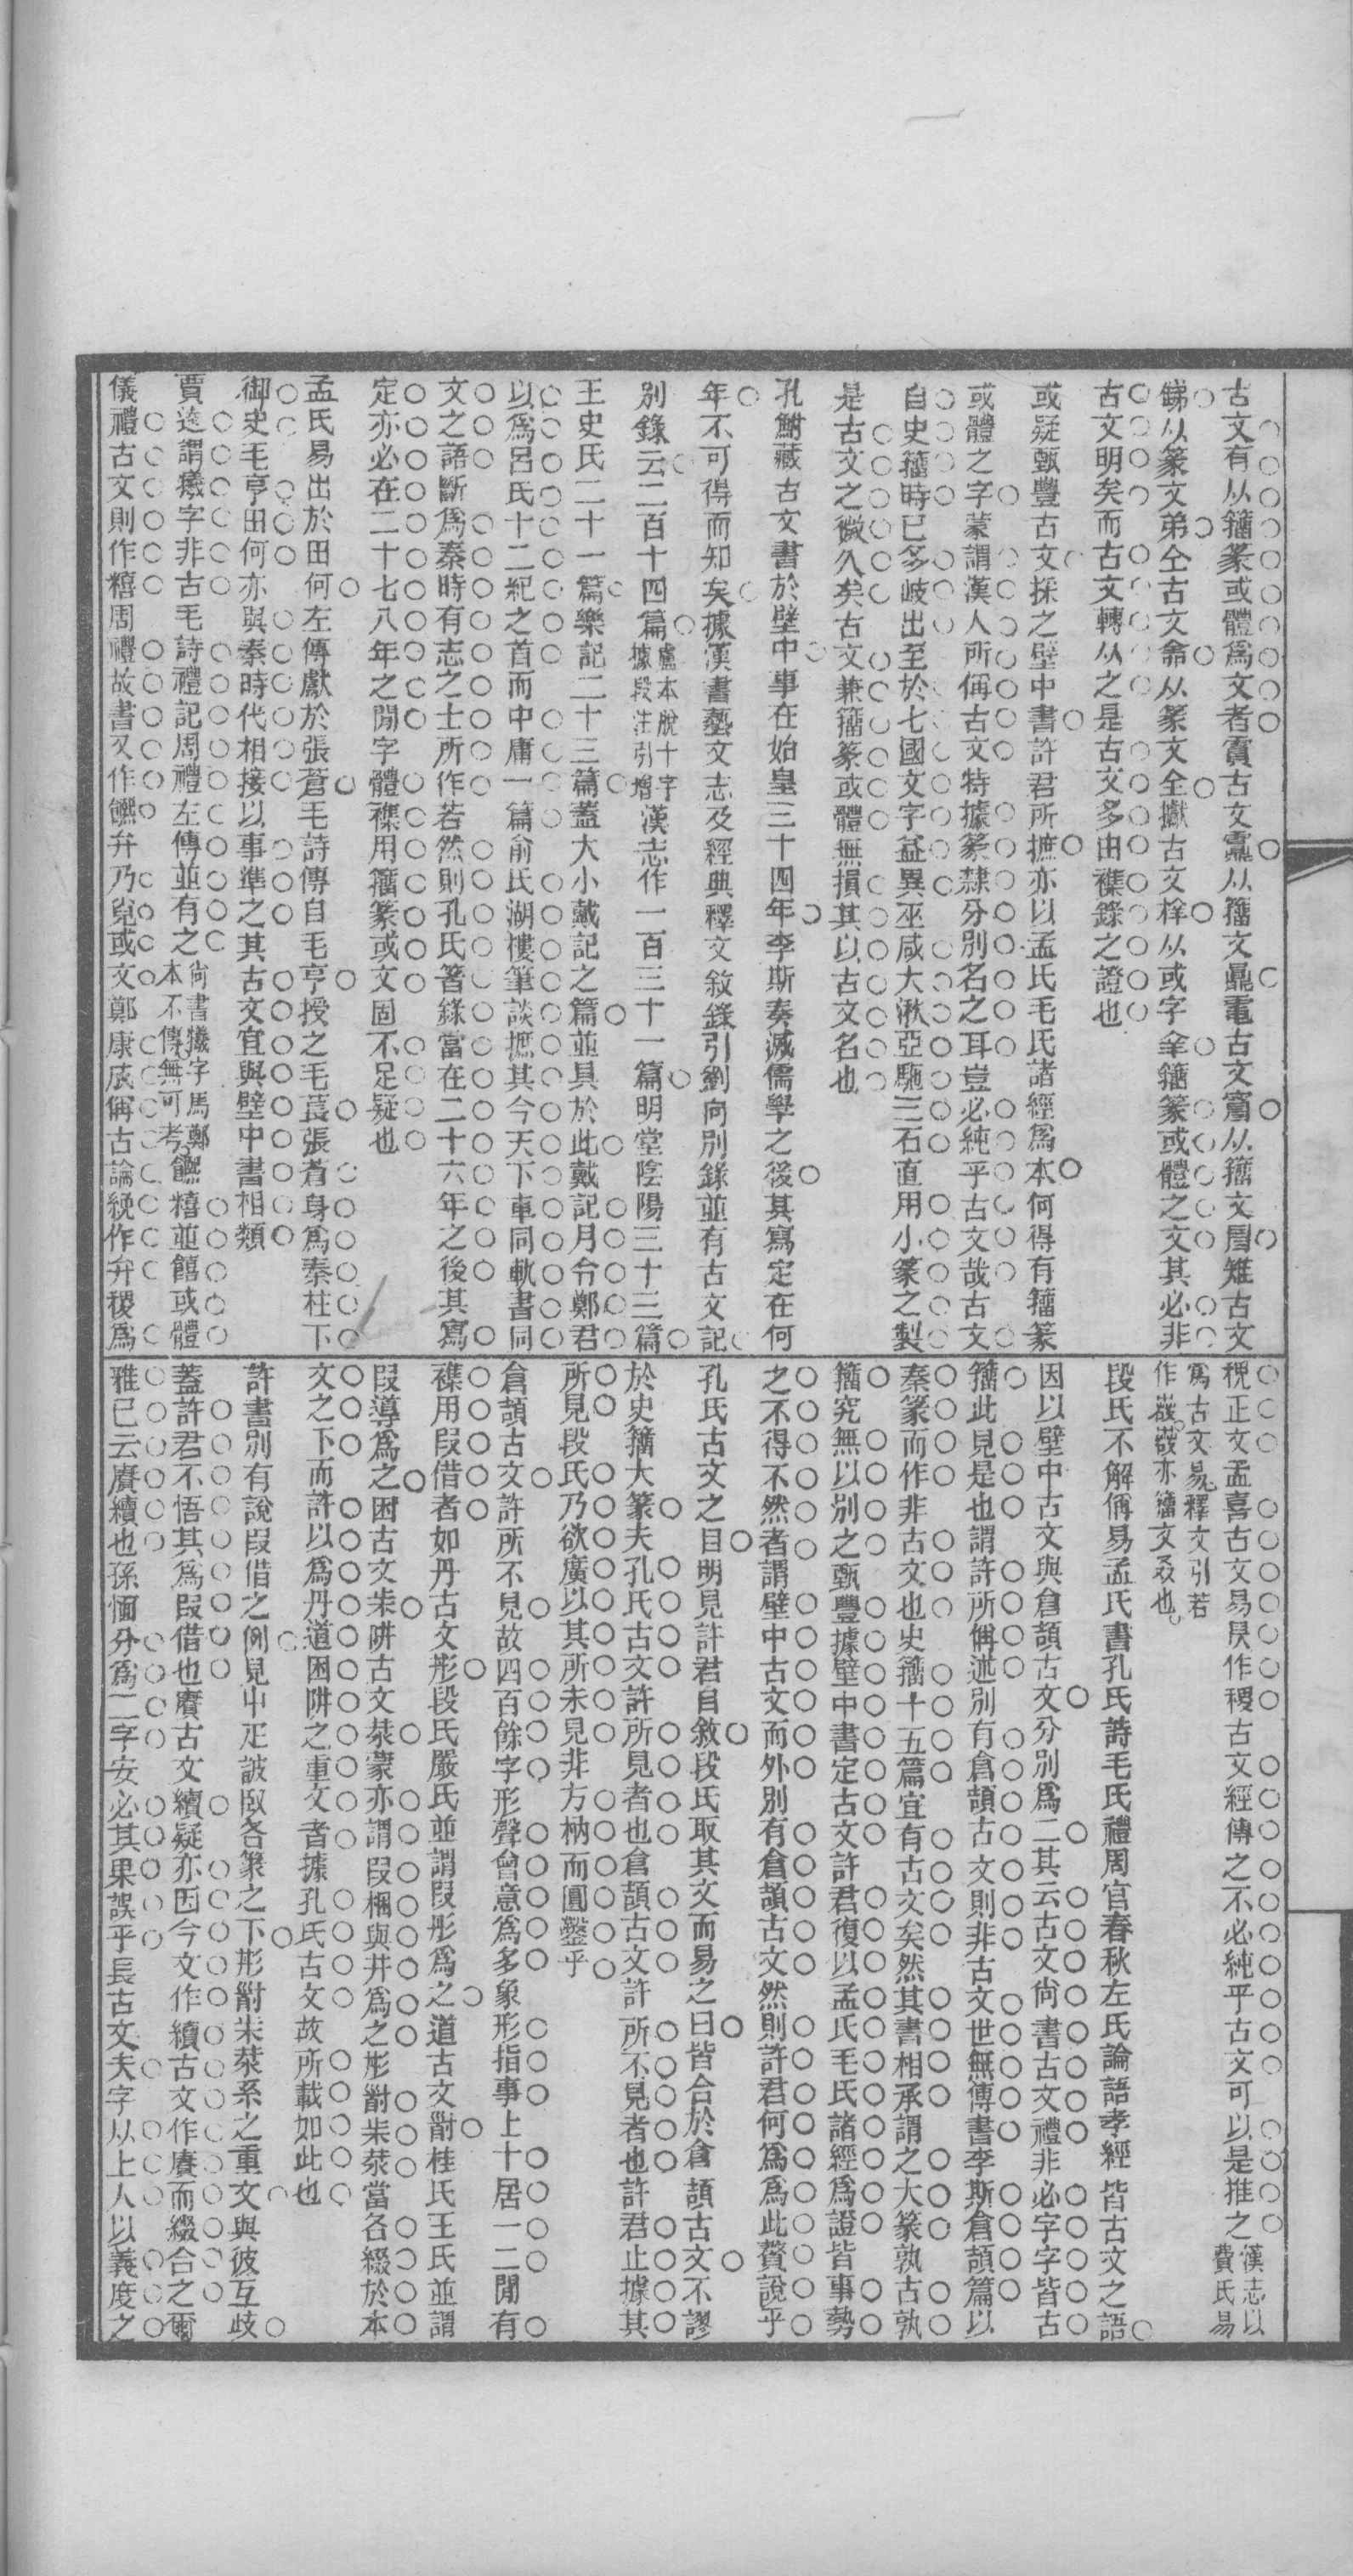 古文有从籀篆或體爲文者霣古文䨻从籀文鼎電古文𩇓从籀文䀠雉古文
𨾦从篆文弟仝古文龠从篆文全𤜵古文榟从或字宰籀篆或體之文其必非
古文明矣而古文轉从之是古文多由襍錄之證也
或疑甄豐古文採之壁中書許君所摭亦以孟氏毛氏諸經爲本何得有籀篆
或體之字蒙謂漢人所偁古文特據篆隸分別名之耳豈必純乎古文哉古文
自史籀時已多歧出至於七國文字益異巫咸大湫亞駞三石直用小篆之製
是古文之微久矣古文兼籀篆或體無損其以古文名也
孔鮒藏古文書於壁中事在始皇三十四年李斯奏滅儒學之後其寫定在何
年不可得而知矣據漢書藝文志及經典釋文敘錄引劉向別錄並有古文記
別錄云二百十四篇盧本脫十字據段注引增漢志作一百三十一篇明堂陰陽三十三篇
王史氏二十一篇樂記二十三篇蓋大小戴記之篇並具於此戴記月令鄭君
以爲呂氏十二紀之首而中庸一篇俞氏湖樓筆談摭其今天下車同軌書同
文之語斷爲秦時有志之士所作若然則孔氏箸錄當在二十六年之後其寫
定亦必在二十七八年之閒字體襍用籀篆或文固不足疑也
孟氏易出於田何左傳獻於張蒼毛詩傳自毛亨授之毛萇張蒼身爲秦柱下
御史毛亨田何亦與秦時代相接以事準之其古文宜與壁中書相類
賈逵謂犧字非古毛詩禮記周禮左傳並有之尙書犧字馬鄭本不傳無可考䊠糦並饎或體
儀禮古文則作糦周禮故書又作䊠弁乃覍或文鄭康成偁古論絻作弁稷爲
稅正文孟喜古文易㫺作稷古文經傳之不必純乎古文可以是推之漢志以費氏易
爲古文易釋文引若作㪫㪫亦籀文叒也
段氏不解偁易孟氏書孔氏詩毛氏禮周官春秋左氏論語孝經皆古文之語
因以壁中古文與倉頡古文分別爲二其云古文尙書古文禮非必字字皆古
籀此見是也謂許所偁述別有倉頡古文則非古文世無傳書李斯倉頡篇以
秦篆而作非古文也史籀十五篇宜有古文矣然其書相承謂之大篆孰古孰
籀究無以別之甄豐據壁中書定古文許君復以孟氏毛氏諸經爲證皆事勢
之不得不然者謂壁中古文而外別有倉頡古文然則許君何爲爲此贅說乎
孔氏古文之目明見許君自敘段氏取其文而易之曰皆合於倉頡古文不謬
於史籀大篆夫孔氏古文許所見者也倉頡古文許所不見者也許君止據其
所見段氏乃欲廣以其所未見非方枘而圓鑿乎
倉頡古文許所不見故四百餘字形聲會意爲多象形指事上十居一二閒有
襍用叚借者如丹古文彤段氏嚴氏並謂叚彤爲之道古文𡬹桂氏王氏並謂
叚導爲之困古文朱阱古文汬蒙亦謂叚梱與井爲之彤𡬹朱汬當各綴於本
文之下而許以爲丹道困阱之重文者據孔氏古文故所載如此也
許書別有說叚借之例見屮疋詖臤各篆之下彤𡬹朱汬系之重文與彼互歧
蓋許君不悟其爲叚借也賡古文續疑亦因今文作續古文作賡而綴合之爾
雅已云賡續也孫愐分爲二字安必其果誤乎長古文夫字从上人以義度之